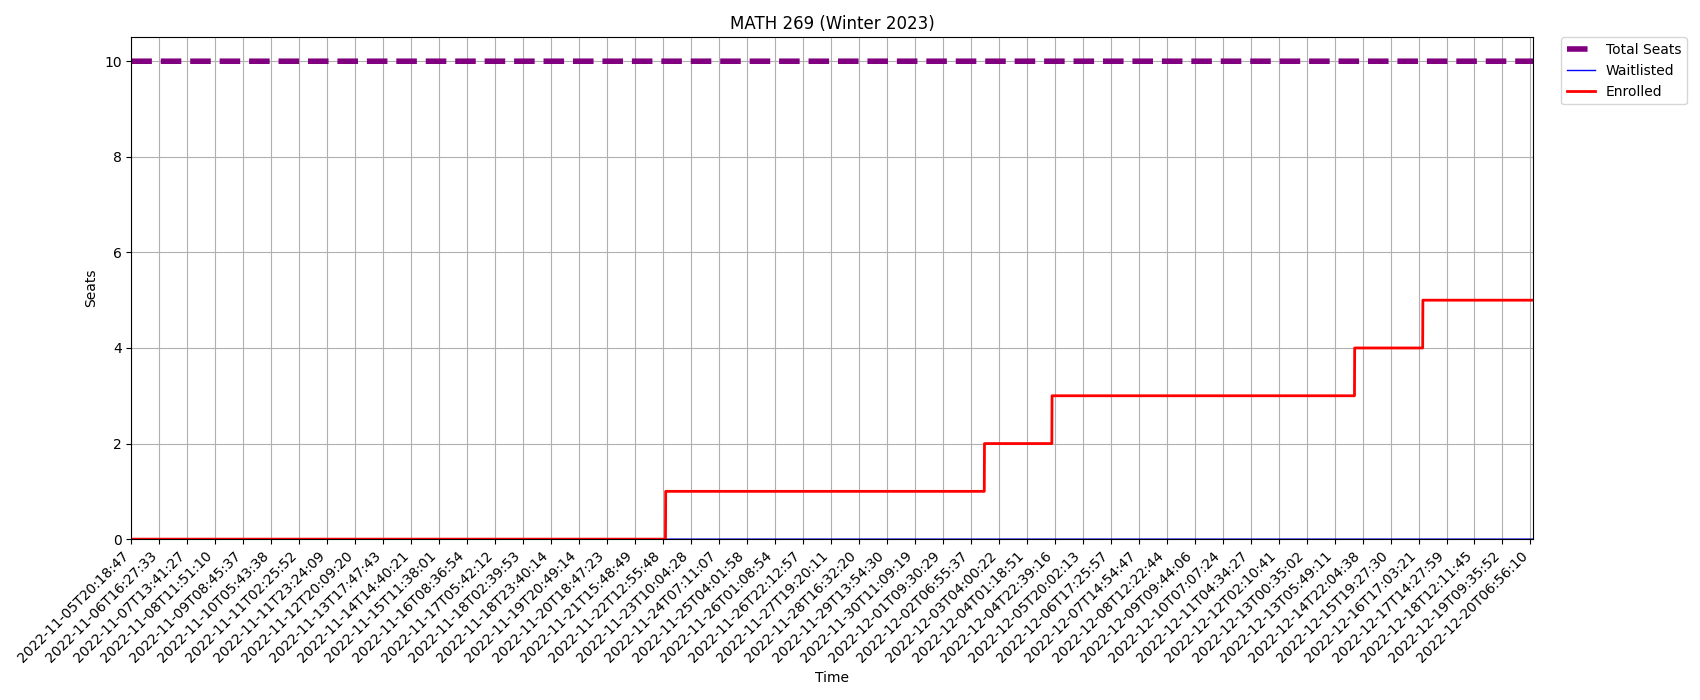 MATH 269 (Winter 2023)
Total Seats
Waitlisted
Enrolled
10
8
6
4
2
0
Seats
2022-11-05T20:18:47
2022-11-06T16:27:33
2022-11-07T13:41:27
2022-11-08T11:51:10
2022-11-09T08:45:37
2022-11-10T05:43:38
2022-11-11T02:25:52
2022-11-11T23:24:09
2022-11-12T20:09:20
2022-11-13T17:47:43
2022-11-14T14:40:21
2022-11-15T11:38:01
2022-11-16T08:36:54
2022-11-17T05:42:12
2022-11-18T02:39:53
2022-11-18T23:40:14
2022-11-19T20:49:14
2022-11-20T18:47:23
2022-11-21T15:48:49
2022-11-22T12:55:48
2022-11-23T10:04:28
2022-11-24T07:11:07
2022-11-25T04:01:58
2022-11-26T01:08:54
2022-11-26T22:12:57
2022-11-27T19:20:11
2022-11-28T16:32:20
2022-11-29T13:54:30
2022-11-30T11:09:19
2022-12-01T09:30:29
2022-12-02T06:55:37
2022-12-03T04:00:22
2022-12-04T01:18:51
2022-12-04T22:39:16
2022-12-05T20:02:13
2022-12-06T17:25:57
2022-12-07T14:54:47
2022-12-08T12:22:44
2022-12-09T09:44:06
2022-12-10T07:07:24
2022-12-11T04:34:27
2022-12-12T02:10:41
2022-12-13T00:35:02
2022-12-13T05:49:11
2022-12-14T22:04:38
2022-12-15T19:27:30
2022-12-16T17:03:21
2022-12-17T14:27:59
2022-12-18T12:11:45
2022-12-19T09:35:52
2022-12-20T06:56:10
Time